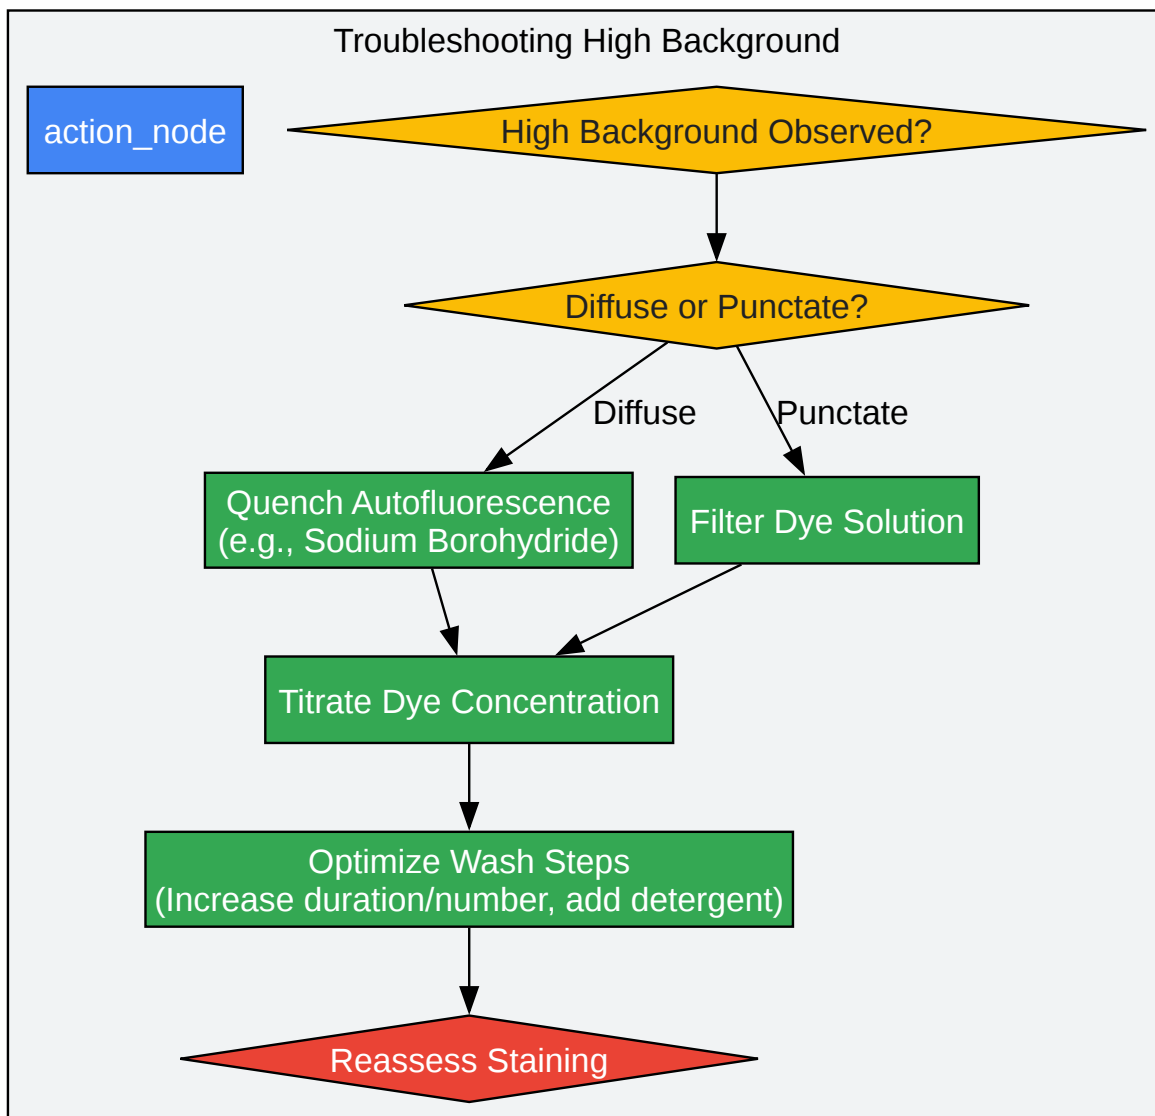 Troubleshooting High Background
action_node
High Background Observed?
Diffuse or Punctate?
Diffuse
Punctate
Quench Autofluorescence
(e.g., Sodium Borohydride)
Filter Dye Solution
Titrate Dye Concentration
Optimize Wash Steps
(Increase duration/number, add detergent)
Reassess Staining